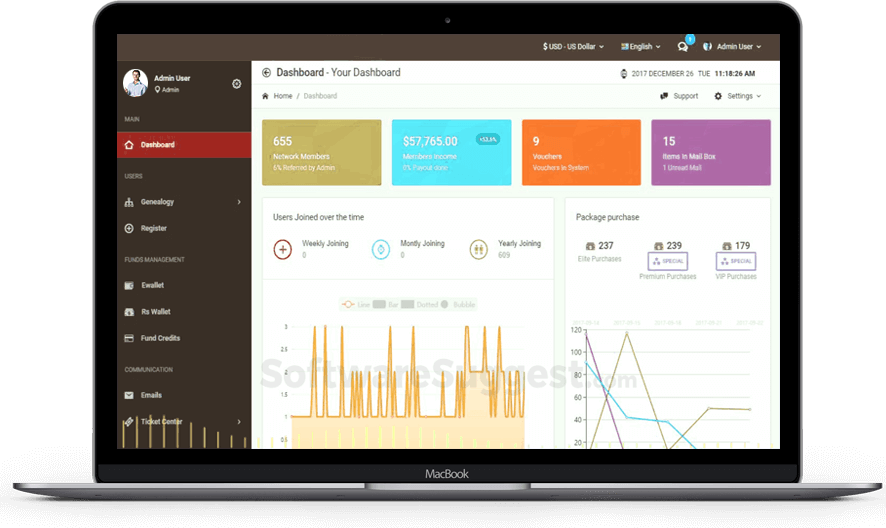 $ USD - US Dollar
English
Admin User
Admin User
Admin
Dashboard - Your Dashboard
2017 DECEMBER 26 TUE 11:18:26 AM
Home / Dashboard
Support
Settings
MAIN
Dashboard
USERS
Genealogy
Register
FUNDS MANAGEMENT
Ewallet
Rs Wallet
Fund Credits
COMMUNICATION
Emails
Ticket Center
655
Network Members
6% Referred by Admin
$57,765.00
Members Income
0% Payout done
9
Vouchers
Vouchers in System
15
Items In Mail Box
1 Unread Mail
Users Joined over the time
Weekly Joining
0
Montly Joining
0
Yearly Joining
609
Line Bar Dotted Bubble
3
2.5
2
1.5
1
0.5
Package purchase
237
Elite Purchases
239
SPECIAL
Premium Purchases
179
SPECIAL
VIP Purchases
120
100
80
60
40
20
SoftwareSuggest.com
MacBook